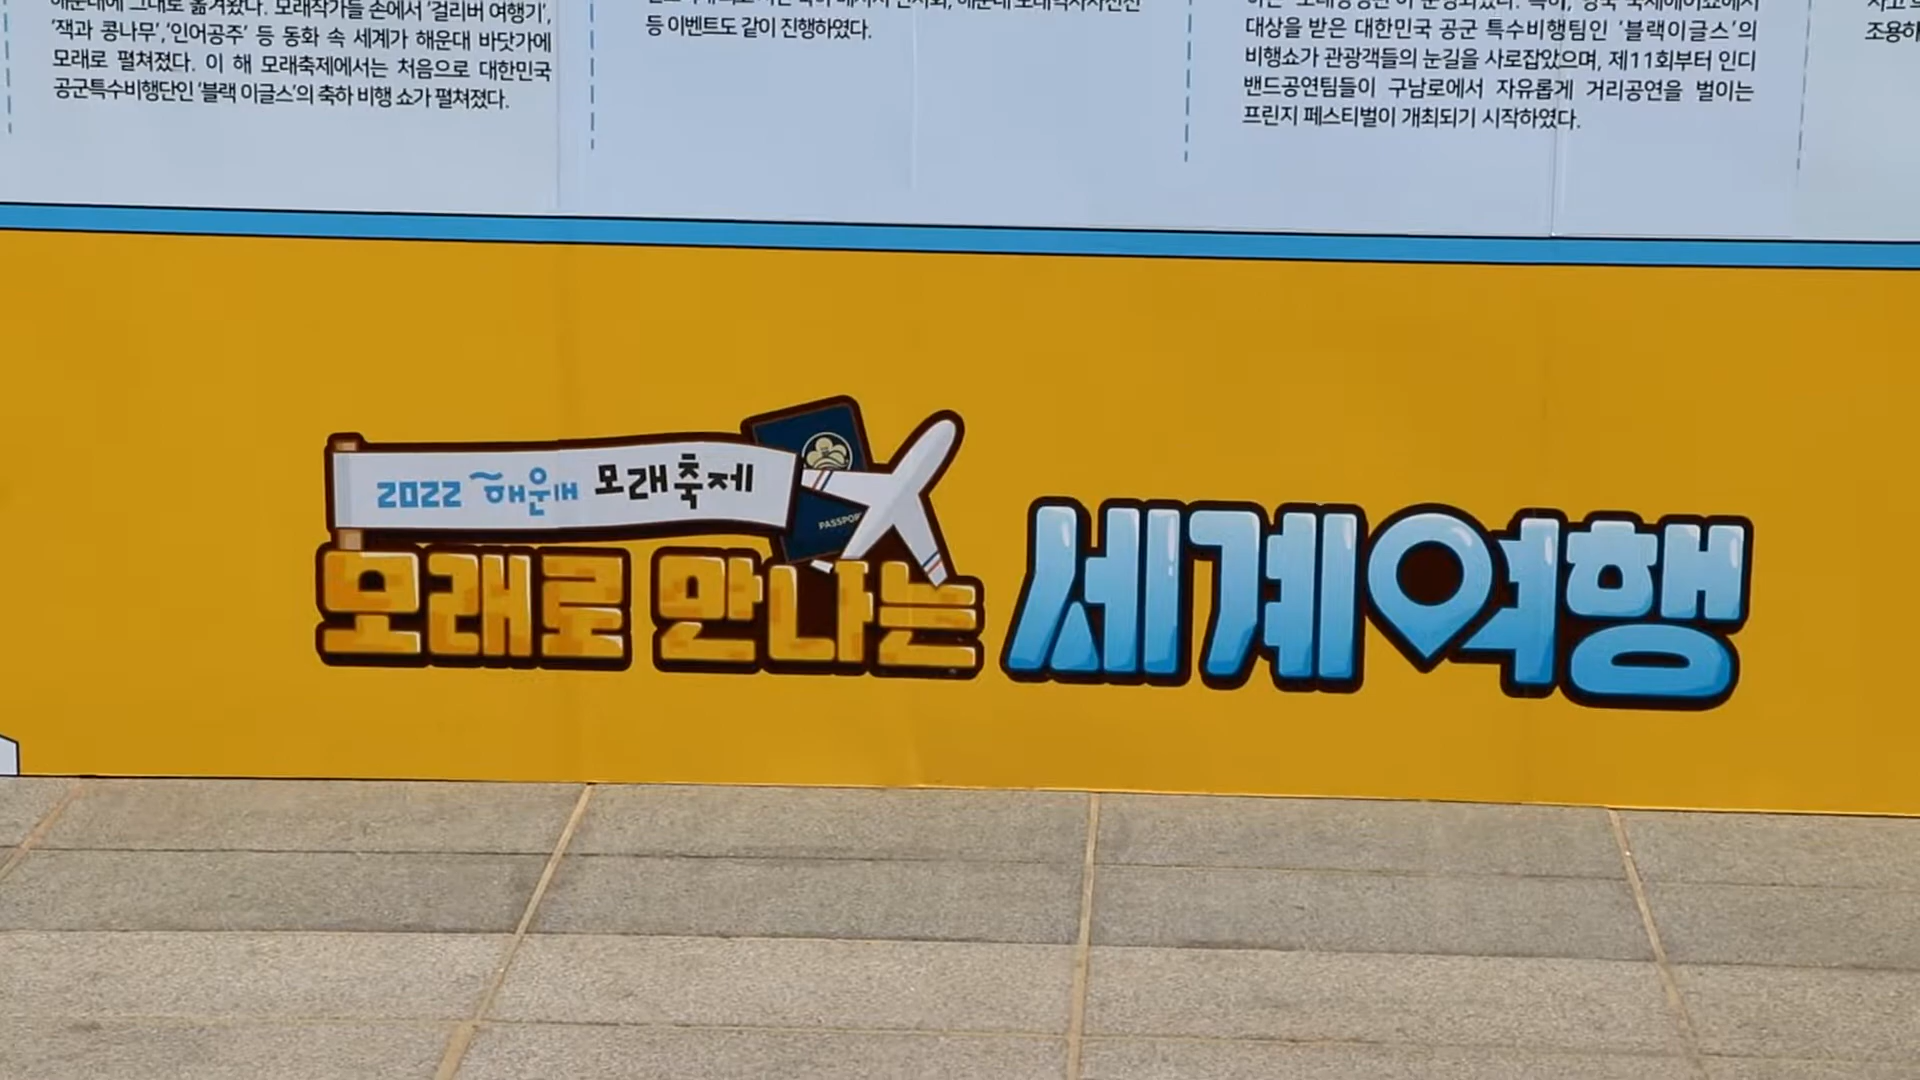 해운대에 그대로 옮겨왔다. 모래작가들 손에서 '걸리버 여행기',
'잭과 콩나무','인어공주' 등 동화 속 세계가 해운대 바닷가에
모래로 펼쳐졌다. 이 해 모래축제에서는 처음으로 대한민국
공군특수비행단인 '블랙 이글스'의 축하 비행 쇼가 펼쳐졌다.
등 이벤트도 같이 진행하였다.
대상을 받은 대한민국 공군 특수비행팀인 '블랙이글스'의
비행쇼가 관광객들의 눈길을 사로잡았으며, 제11회부터 인디
밴드공연팀들이 구남로에서 자유롭게 거리공연을 벌이는
프린지 페스티벌이 개최되기 시작하였다.
2022 해운대 모래축제
PASSPOR
모래로 만나는 세계여행